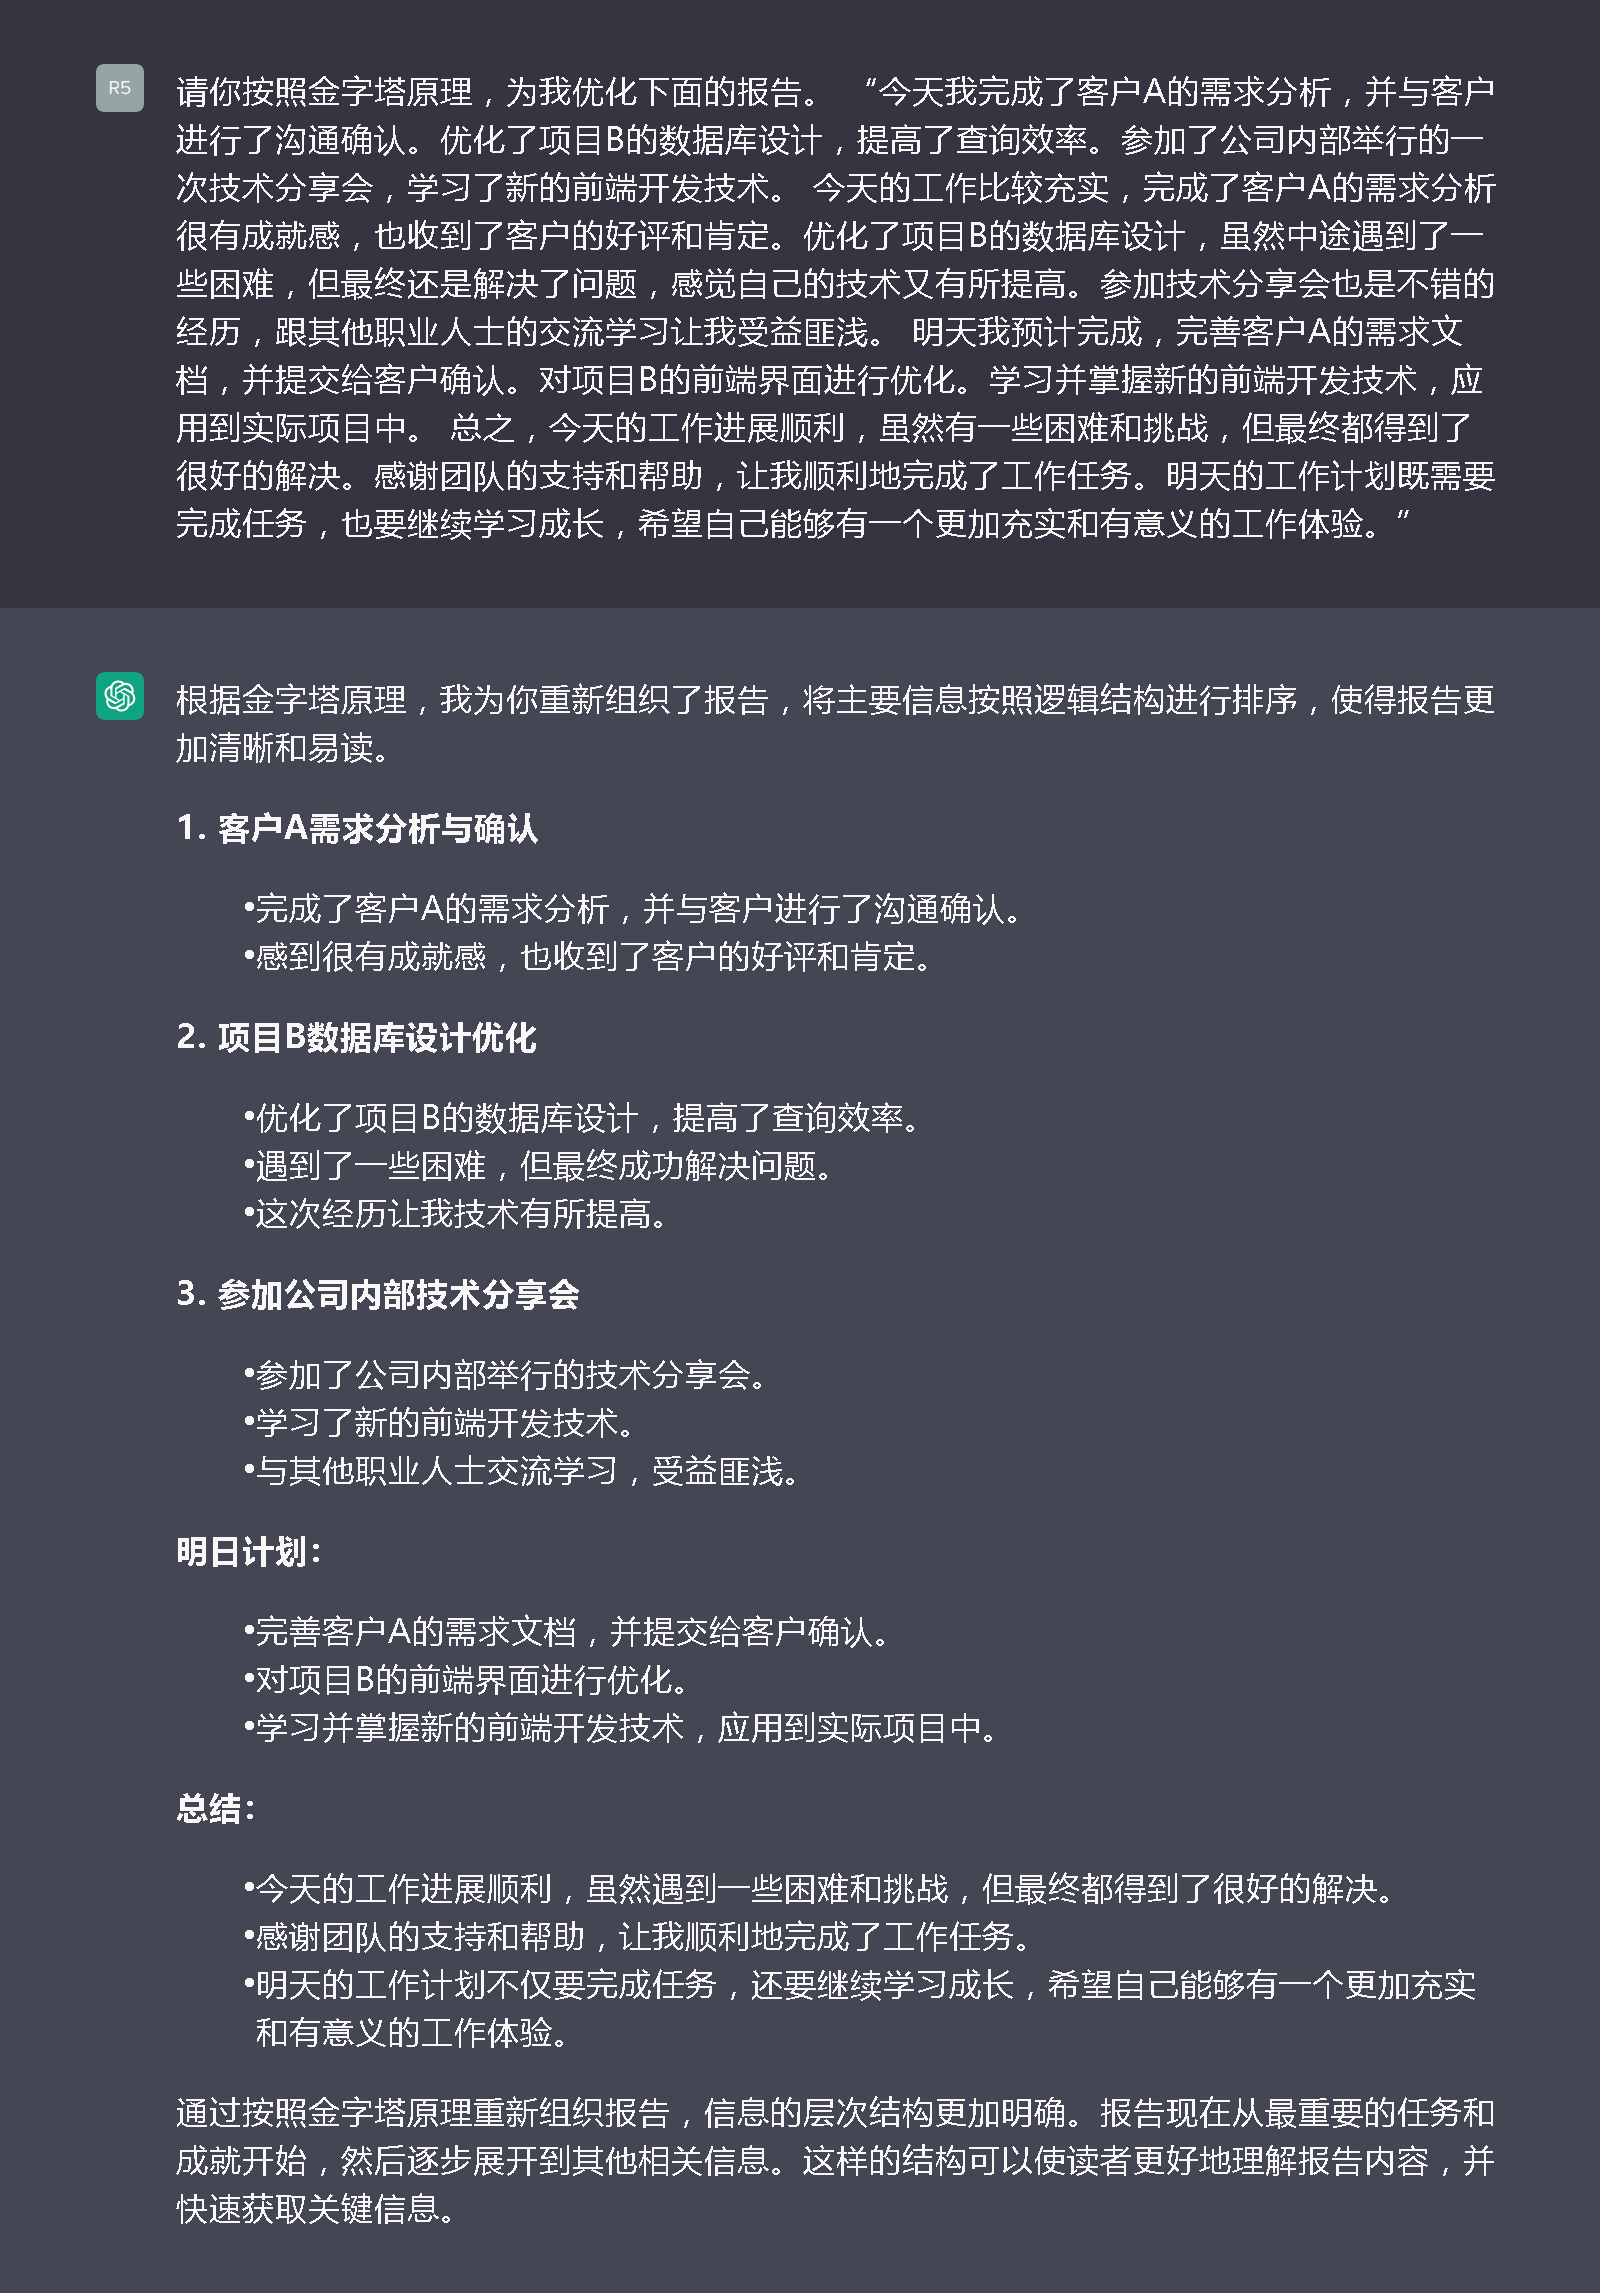 R5
请你按照金字塔原理，为我优化下面的报告。 “今天我完成了客户A的需求分析，并与客户
进行了沟通确认。优化了项目B的数据库设计，提高了查询效率。参加了公司内部举行的一
次技术分享会，学习了新的前端开发技术。 今天的工作比较充实，完成了客户A的需求分析
很有成就感，也收到了客户的好评和肯定。优化了项目B的数据库设计，虽然中途遇到了一
些困难，但最终还是解决了问题，感觉自己的技术又有所提高。参加技术分享会也是不错的
经历，跟其他职业人士的交流学习让我受益匪浅。 明天我预计完成，完善客户A的需求文
档，并提交给客户确认。对项目B的前端界面进行优化。学习并掌握新的前端开发技术，应
用到实际项目中。 总之，今天的工作进展顺利，虽然有一些困难和挑战，但最终都得到了
很好的解决。感谢团队的支持和帮助，让我顺利地完成了工作任务。明天的工作计划既需要
完成任务，也要继续学习成长，希望自己能够有一个更加充实和有意义的工作体验。”
根据金字塔原理，我为你重新组织了报告，将主要信息按照逻辑结构进行排序，使得报告更
加清晰和易读。
1. 客户A需求分析与确认
•完成了客户A的需求分析，并与客户进行了沟通确认。
•感到很有成就感，也收到了客户的好评和肯定。
2. 项目B数据库设计优化
•优化了项目B的数据库设计，提高了查询效率。
•遇到了一些困难，但最终成功解决问题。
•这次经历让我技术有所提高。
3. 参加公司内部技术分享会
•参加了公司内部举行的技术分享会。
•学习了新的前端开发技术。
•与其他职业人士交流学习，受益匪浅。
明日计划：
•完善客户A的需求文档，并提交给客户确认。
•对项目B的前端界面进行优化。
•学习并掌握新的前端开发技术，应用到实际项目中。
总结：
•今天的工作进展顺利，虽然遇到一些困难和挑战，但最终都得到了很好的解决。
•感谢团队的支持和帮助，让我顺利地完成了工作任务。
•明天的工作计划不仅要完成任务，还要继续学习成长，希望自己能够有一个更加充实
和有意义的工作体验。
通过按照金字塔原理重新组织报告，信息的层次结构更加明确。报告现在从最重要的任务和
成就开始，然后逐步展开到其他相关信息。这样的结构可以使读者更好地理解报告内容，并
快速获取关键信息。